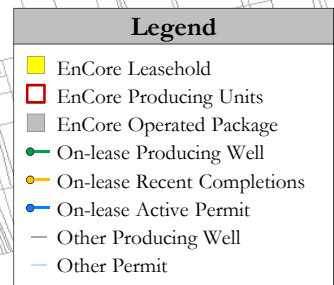 Legend
EnCore Leasehold
EnCore Producing Units
EnCore Operated Package
On-lease Producing Well
On-lease Recent Completions
On-lease Active Permit
Other Producing Well
Other Permit